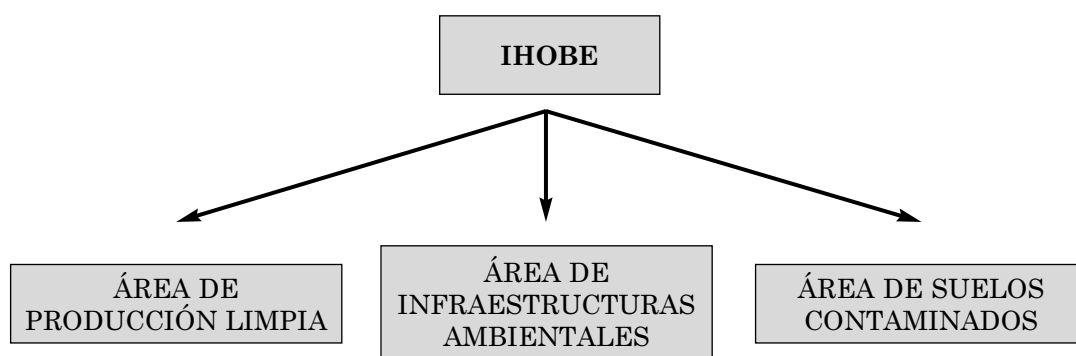 IHOBE
ÁREA DE
PRODUCCIÓN LIMPIA
ÁREA DE
INFRAESTRUCTURAS
AMBIENTALES
ÁREA DE SUELOS
CONTAMINADOS